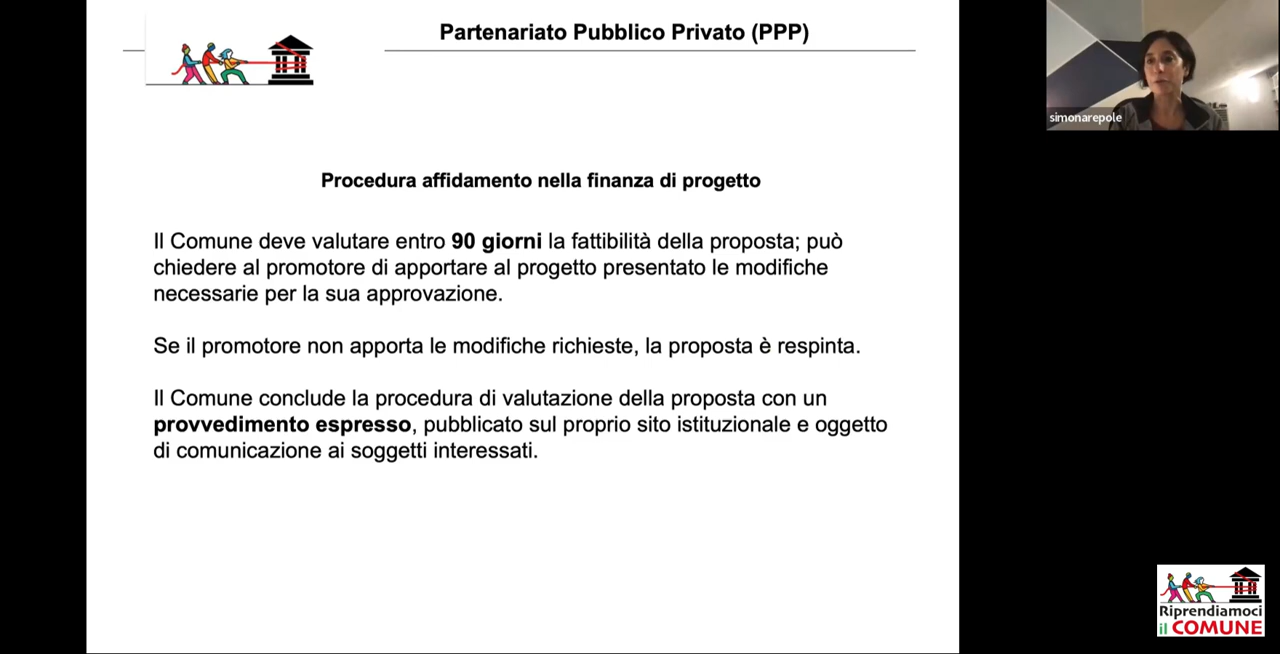 Partenariato Pubblico Privato (PPP)
simonarepole
Procedura affidamento nella finanza di progetto
Il Comune deve valutare entro 90 giorni la fattibilità della proposta; può
chiedere al promotore di apportare al progetto presentato le modifiche
necessarie per la sua approvazione.
Se il promotore non apporta le modifiche richieste, la proposta è respinta.
Il Comune conclude la procedura di valutazione della proposta con un
provvedimento espresso, pubblicato sul proprio sito istituzionale e oggetto
di comunicazione ai soggetti interessati.
Riprendiamoci
il COMUNE